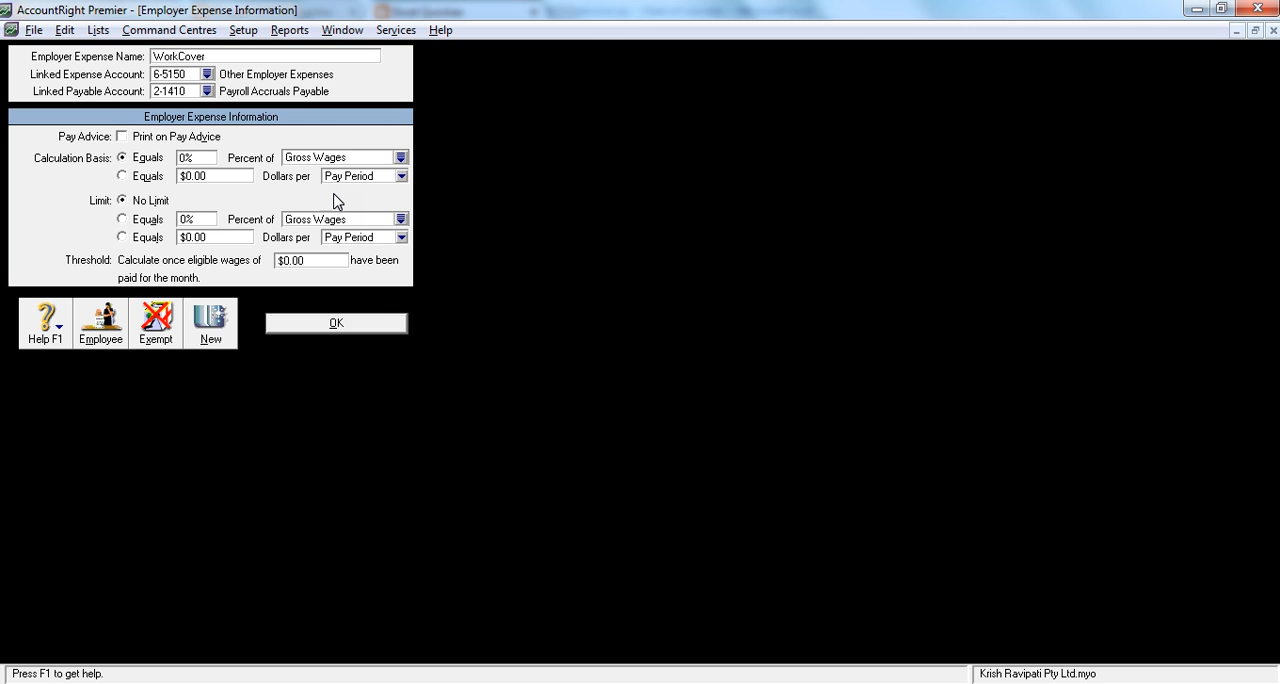 AccountRight Premier - [Employer Expense Information]
File Edit Lists Command Centres Setup Reports Window Services Help
Employer Expense Name: WorkCover
Linked Expense Account: 6-5150 Other Employer Expenses
Linked Payable Account: 2-1410 Payroll Accruals Payable
Employer Expense Information
Pay Advice: Print on Pay Advice
Calculation Basis: Equals 0% Percent of Gross Wages
Equals $0.00 Dollars per Pay Period
Limit: No Limit
Equals 0% Percent of Gross Wages
Equals $0.00 Dollars per Pay Period
Threshold: Calculate once eligible wages of $0.00 have been
paid for the month.
Help F1 Employee Exempt New OK
Press F1 to get help. Krish Ravipati Pty Ltd.myo